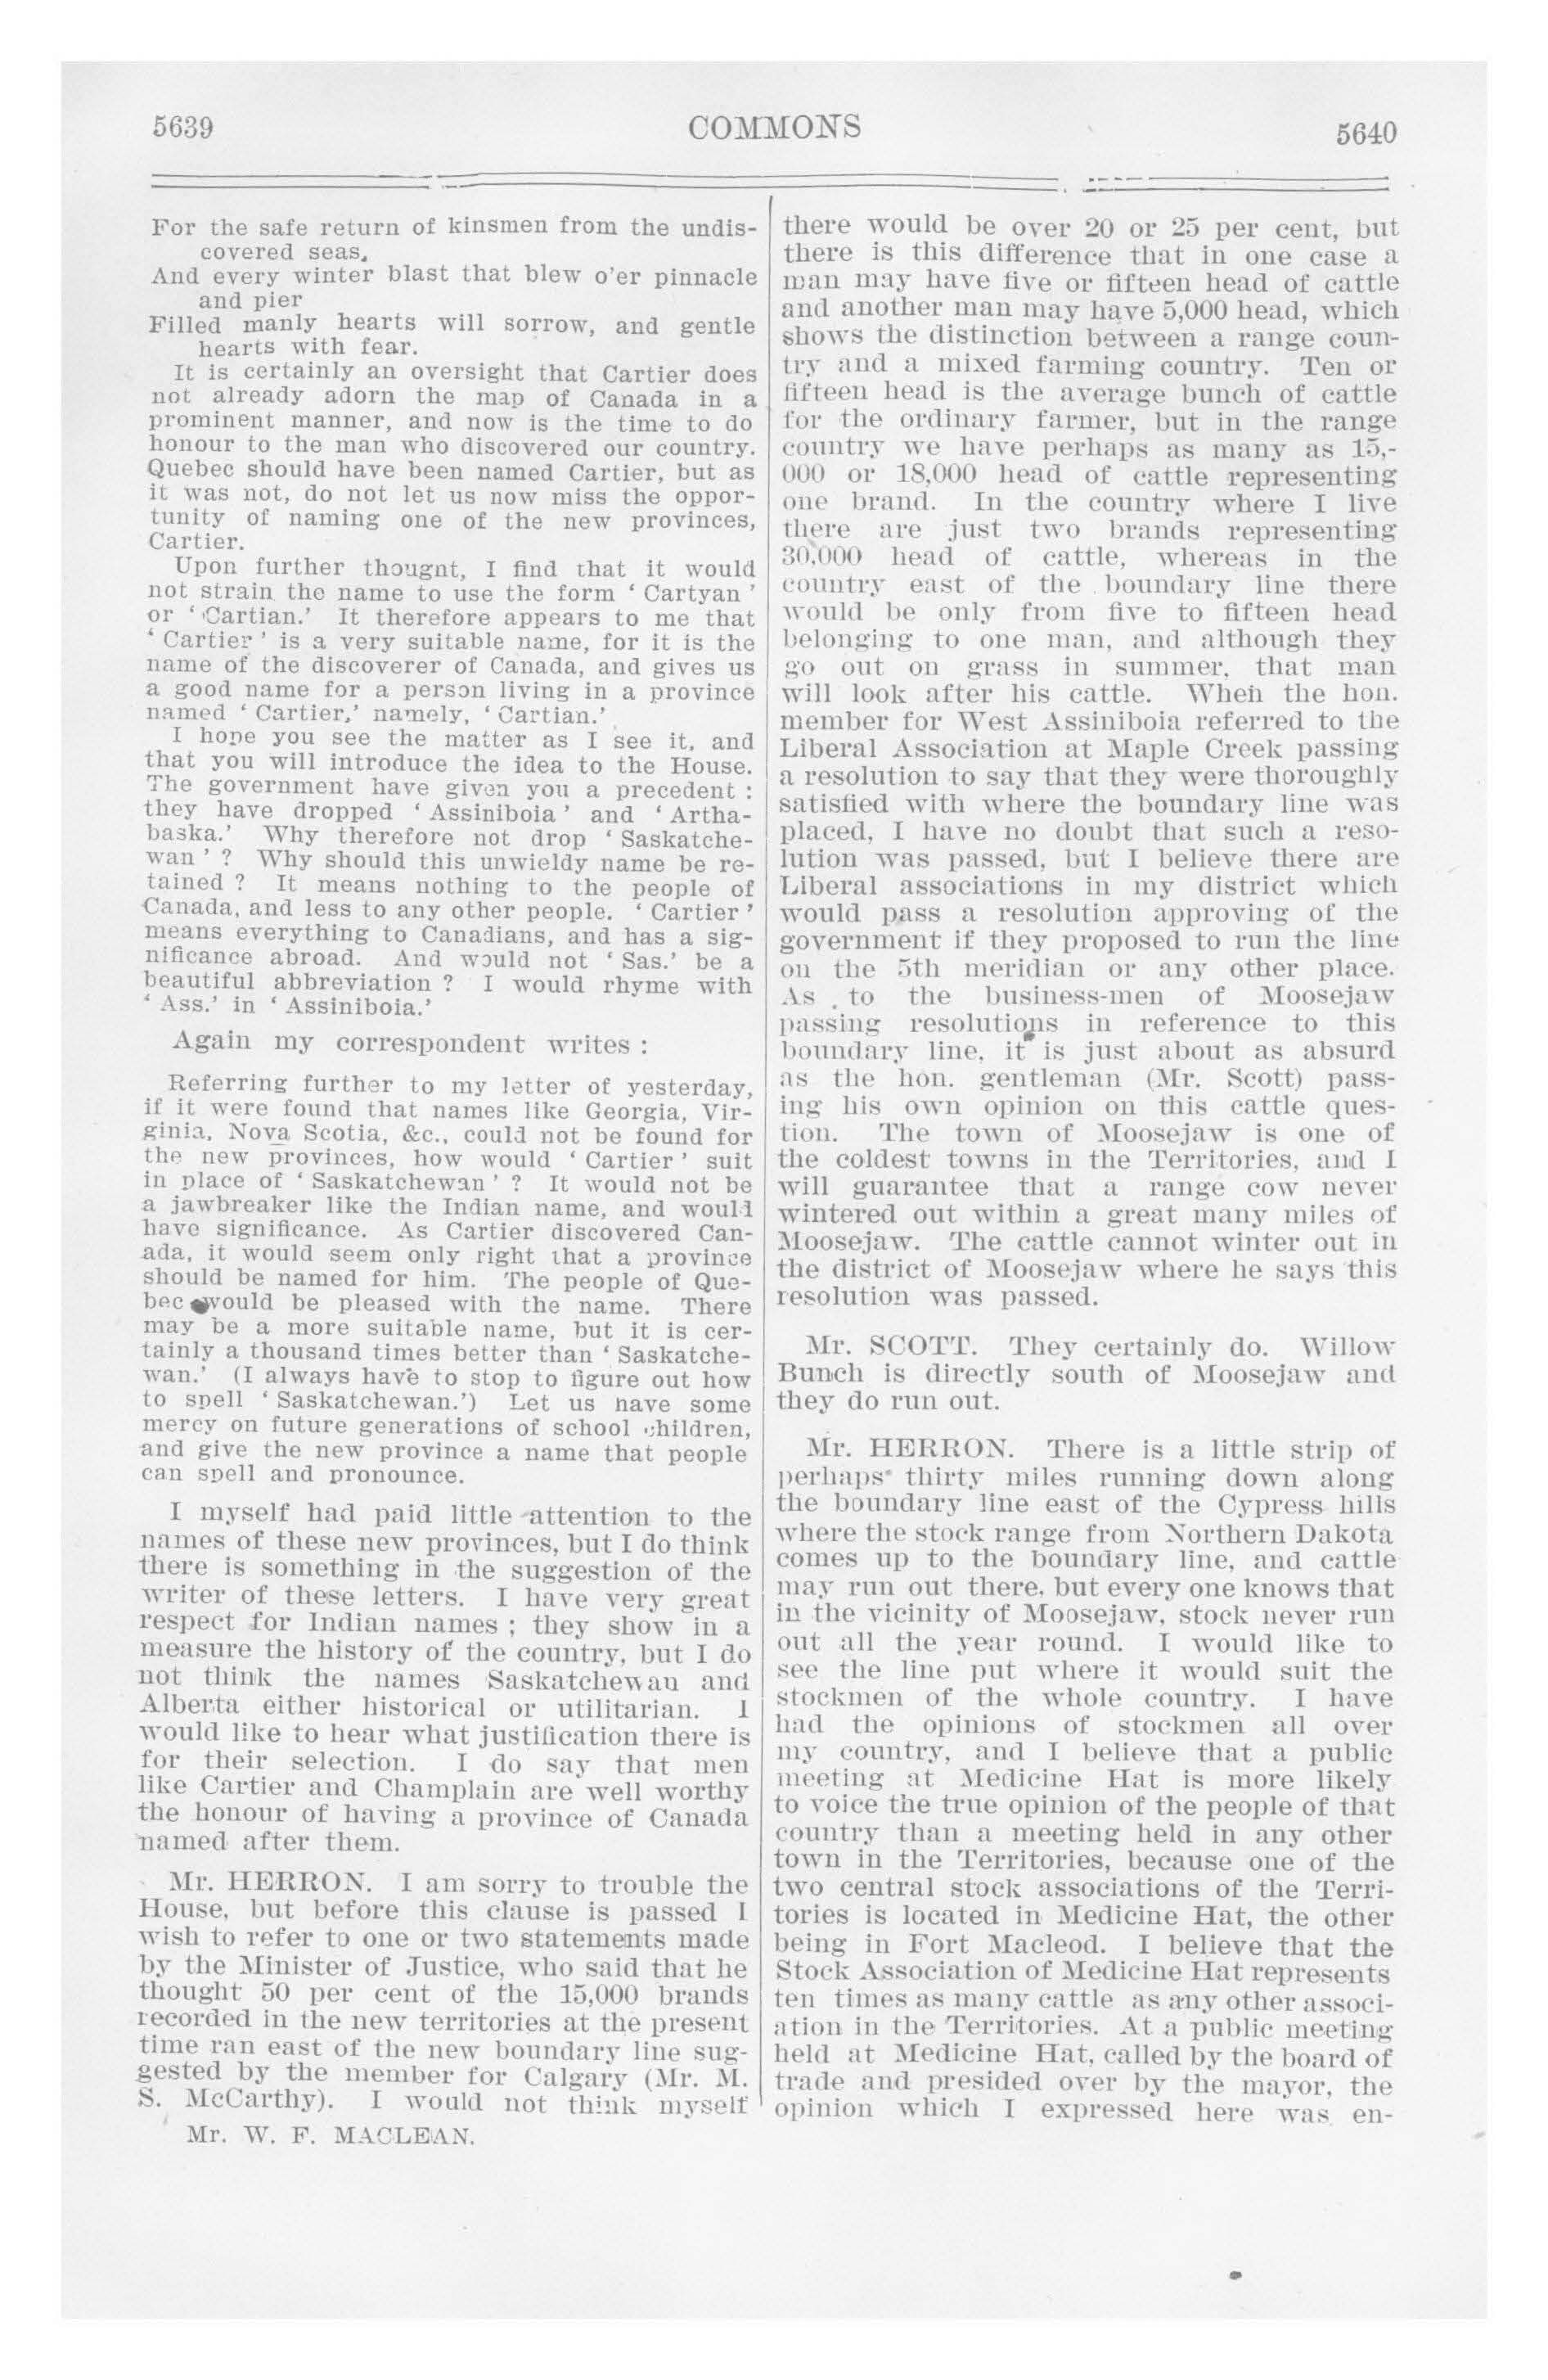 5639
COMMONS
5640
For the safe return of kinsmen from the undis-
covered seas,
And every winter blast that blew o'er pinnacle
and pier
Filled manly hearts will sorrow, and gentle
hearts with fear.
It is certainly an oversight that Cartier does
not already adorn the map of Canada in a
prominent manner, and now is the time to do
honour to the man who discovered our country.
Quebec should have been named Cartier, but as
it was not, do not let us now miss the oppor-
tunity of naming one of the new provinces,
Cartier.
Upon further thought, I find that it would
not strain the name to use the form ' Cartyan '
or ' Cartian.' It therefore appears to me that
' Cartier ' is a very suitable name, for it is the
name of the discoverer of Canada, and gives us
a good name for a person living in a province
named ' Cartier,' namely, ' Cartian.'
I hope you see the matter as I see it, and
that you will introduce the idea to the House.
The government have given you a precedent :
they have dropped ' Assiniboia ' and ' Artha-
baska.' Why therefore not drop ' Saskatche-
wan ' ? Why should this unwieldy name be re-
tained ? It means nothing to the people of
Canada, and less to any other people. ' Cartier '
means everything to Canadians, and has a sig-
nificance abroad. And would not ' Sas.' be a
beautiful abbreviation ? I would rhyme with
' Ass.' in ' Assiniboia.'
Again my correspondent writes :
Referring further to my letter of yesterday,
if it were found that names like Georgia, Vir-
ginia, Nova Scotia, &c., could not be found for
the new provinces, how would ' Cartier ' suit
in place of ' Saskatchewan ' ? It would not be
a jawbreaker like the Indian name, and would
have significance. As Cartier discovered Can-
ada, it would seem only right that a province
should be named for him. The people of Que-
bec would be pleased with the name. There
may be a more suitable name, but it is cer-
tainly a thousand times better than ' Saskatche-
wan.' (I always have to stop to figure out how
to spell ' Saskatchewan.') Let us have some
mercy on future generations of school children,
and give the new province a name that people
can spell and pronounce.
I myself had paid little attention to the
names of these new provinces, but I do think
there is something in the suggestion of the
writer of these letters. I have very great
respect for Indian names ; they show in a
measure the history of the country, but I do
not think the names Saskatchewan and
Alberta either historical or utilitarian. I
would like to hear what justification there is
for their selection. I do say that men
like Cartier and Champlain are well worthy
the honour of having a province of Canada
named after them.
Mr. HERRON. I am sorry to trouble the
House, but before this clause is passed I
wish to refer to one or two statements made
by the Minister of Justice, who said that he
thought 50 per cent of the 15,000 brands
recorded in the new territories at the present
time ran east of the new boundary line sug-
gested by the member for Calgary (Mr. M.
S. McCarthy). I would not think myself
Mr. W. F. MACLEAN.
there would be over 20 or 25 per cent, but
there is this difference that in one case a
man may have five or fifteen head of cattle
and another man may have 5,000 head, which
shows the distinction between a range coun-
try and a mixed farming country. Ten or
fifteen head is the average bunch of cattle
for the ordinary farmer, but in the range
country we have perhaps as many as 15,-
000 or 18,000 head of cattle representing
one brand. In the country where I live
there are just two brands representing
30,000 head of cattle, whereas in the
country east of the boundary line there
would be only from five to fifteen head
belonging to one man, and although they
go out on grass in summer, that man
will look after his cattle. When the hon.
member for West Assiniboia referred to the
Liberal Association at Maple Creek passing
a resolution to say that they were thoroughly
satisfied with where the boundary line was
placed, I have no doubt that such a reso-
lution was passed, but I believe there are
Liberal associations in my district which
would pass a resolution approving of the
government if they proposed to run the line
on the 5th meridian or any other place.
As to the business-men of Moosejaw
passing resolutions in reference to this
boundary line, it is just about as absurd
as the hon. gentleman (Mr. Scott) pass-
ing his own opinion on this cattle ques-
tion. The town of Moosejaw is one of
the coldest towns in the Territories, and I
will guarantee that a range cow never
wintered out within a great many miles of
Moosejaw. The cattle cannot winter out in
the district of Moosejaw where he says this
resolution was passed.
Mr. SCOTT. They certainly do. Willow
Bunch is directly south of Moosejaw and
they do run out.
Mr. HERRON. There is a little strip of
perhaps thirty miles running down along
the boundary line east of the Cypress hills
where the stock range from Northern Dakota
comes up to the boundary line, and cattle
may run out there, but every one knows that
in the vicinity of Moosejaw, stock never run
out all the year round. I would like to
see the line put where it would suit the
stockmen of the whole country. I have
had the opinions of stockmen all over
my country, and I believe that a public
meeting at Medicine Hat is more likely
to voice the true opinion of the people of that
country than a meeting held in any other
town in the Territories, because one of the
two central stock associations of the Terri-
tories is located in Medicine Hat, the other
being in Fort Macleod. I believe that the
Stock Association of Medicine Hat represents
ten times as many cattle as any other associ-
ation in the Territories. At a public meeting
held at Medicine Hat, called by the board of
trade and presided over by the mayor, the
opinion which I expressed here was en-